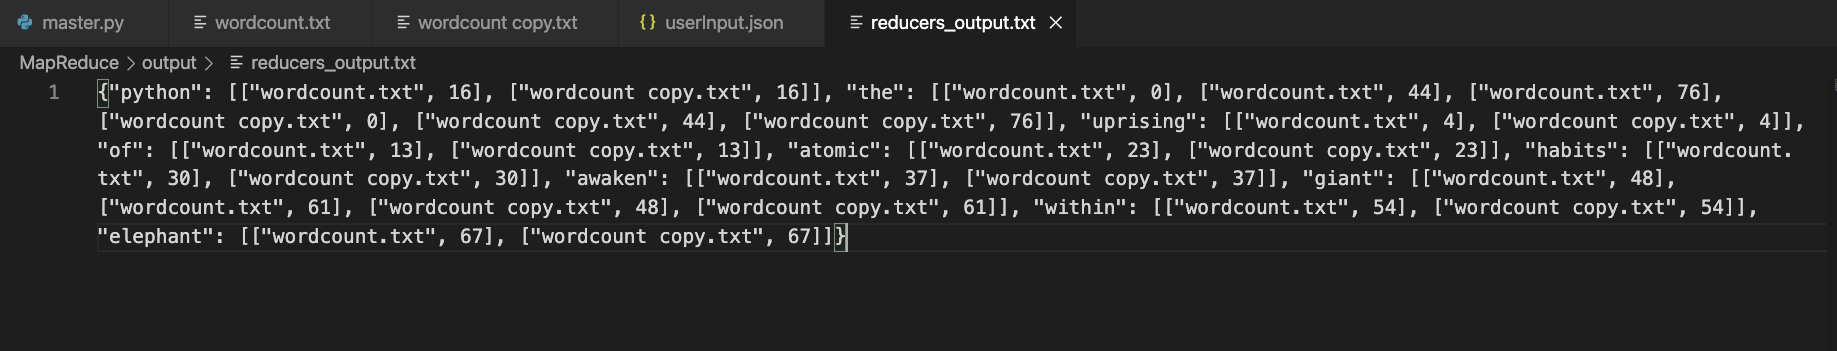 master.py wordcount.txt wordcount copy.txt {} userInput.json reducers_output.txt ×
MapReduce > output > reducers_output.txt
1 {"python": [["wordcount.txt", 16], ["wordcount copy.txt", 16]], "the": [["wordcount.txt", 0], ["wordcount.txt", 44], ["wordcount.txt", 76],
["wordcount copy.txt", 0], ["wordcount copy.txt", 44], ["wordcount copy.txt", 76]], "uprising": [["wordcount.txt", 4], ["wordcount copy.txt", 4]],
"of": [["wordcount.txt", 13], ["wordcount copy.txt", 13]], "atomic": [["wordcount.txt", 23], ["wordcount copy.txt", 23]], "habits": [["wordcount.
txt", 30], ["wordcount copy.txt", 30]], "awaken": [["wordcount.txt", 37], ["wordcount copy.txt", 37]], "giant": [["wordcount.txt", 48],
["wordcount.txt", 61], ["wordcount copy.txt", 48], ["wordcount copy.txt", 61]], "within": [["wordcount.txt", 54], ["wordcount copy.txt", 54]],
"elephant": [["wordcount.txt", 67], ["wordcount copy.txt", 67]]}